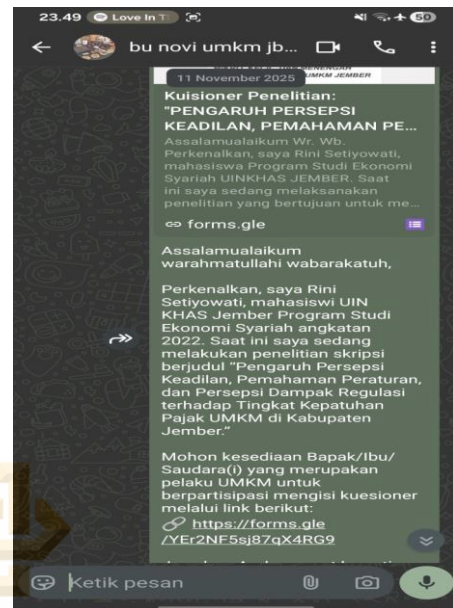 23.49 Love In T 50
bu novi umkm jb...
11 November 2025
UMKM JEMBER
Kuisioner Penelitian:
"PENGARUH PERSEPSI
KEADILAN, PEMAHAMAN PE...
Assalamualaikum Wr. Wb.
Perkenalkan, saya Rini Setiyowati,
mahasiswa Program Studi Ekonomi
Syariah UINKHAS JEMBER. Saat
ini saya sedang melaksanakan
penelitian yang bertujuan untuk me...
forms.gle
Assalamualaikum
warahmatullahi wabarakatuh,
Perkenalkan, saya Rini
Setiyowati, mahasiswi UIN
KHAS Jember Program Studi
Ekonomi Syariah angkatan
2022. Saat ini saya sedang
melakukan penelitian skripsi
berjudul "Pengaruh Persepsi
Keadilan, Pemahaman Peraturan,
dan Persepsi Dampak Regulasi
terhadap Tingkat Kepatuhan
Pajak UMKM di Kabupaten
Jember."
Mohon kesediaan Bapak/Ibu/
Saudara(i) yang merupakan
pelaku UMKM untuk
berpartisipasi mengisi kuesioner
melalui link berikut:
https://forms.gle
/YEr2NF5sj87qX4RG9
Ketik pesan